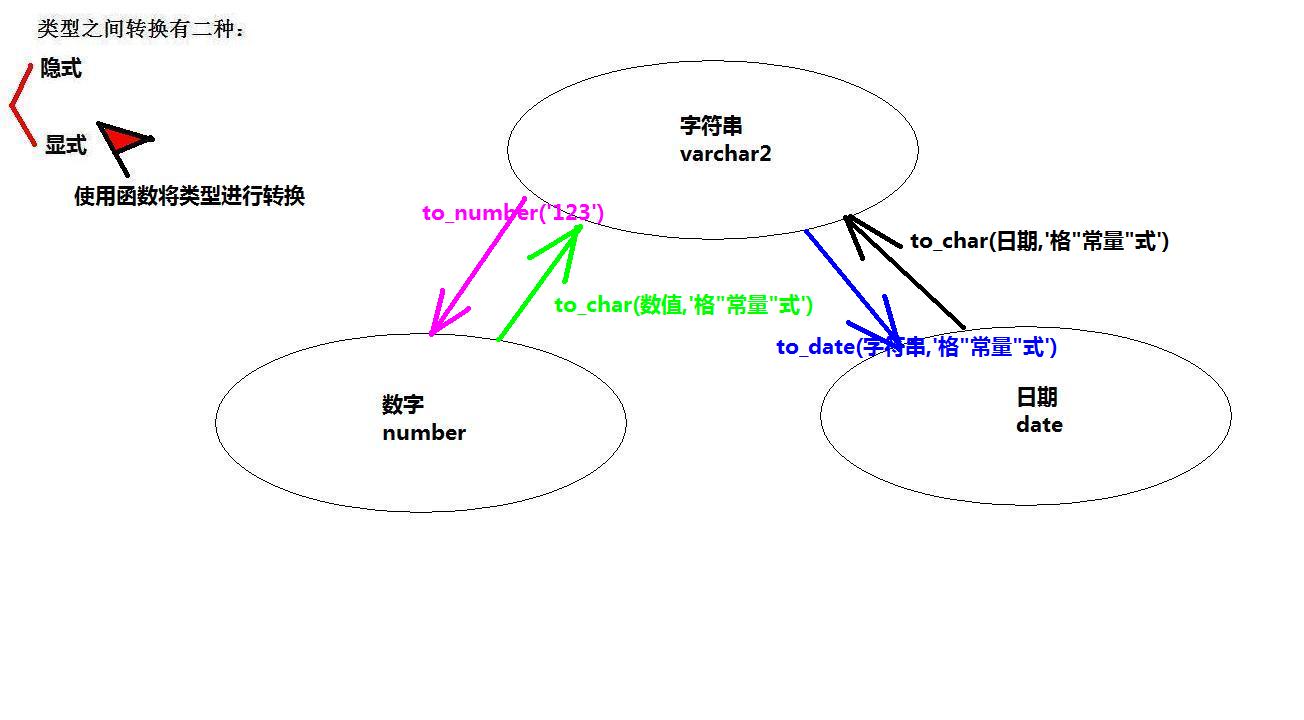 类型之间转换有二种：
隐式
显式
使用函数将类型进行转换
字符串
varchar2
to_number('123')
to_char(日期,'格"常量"式')
to_char(数值,'格"常量"式')
to_date(字符串,'格"常量"式')
数字
number
日期
date